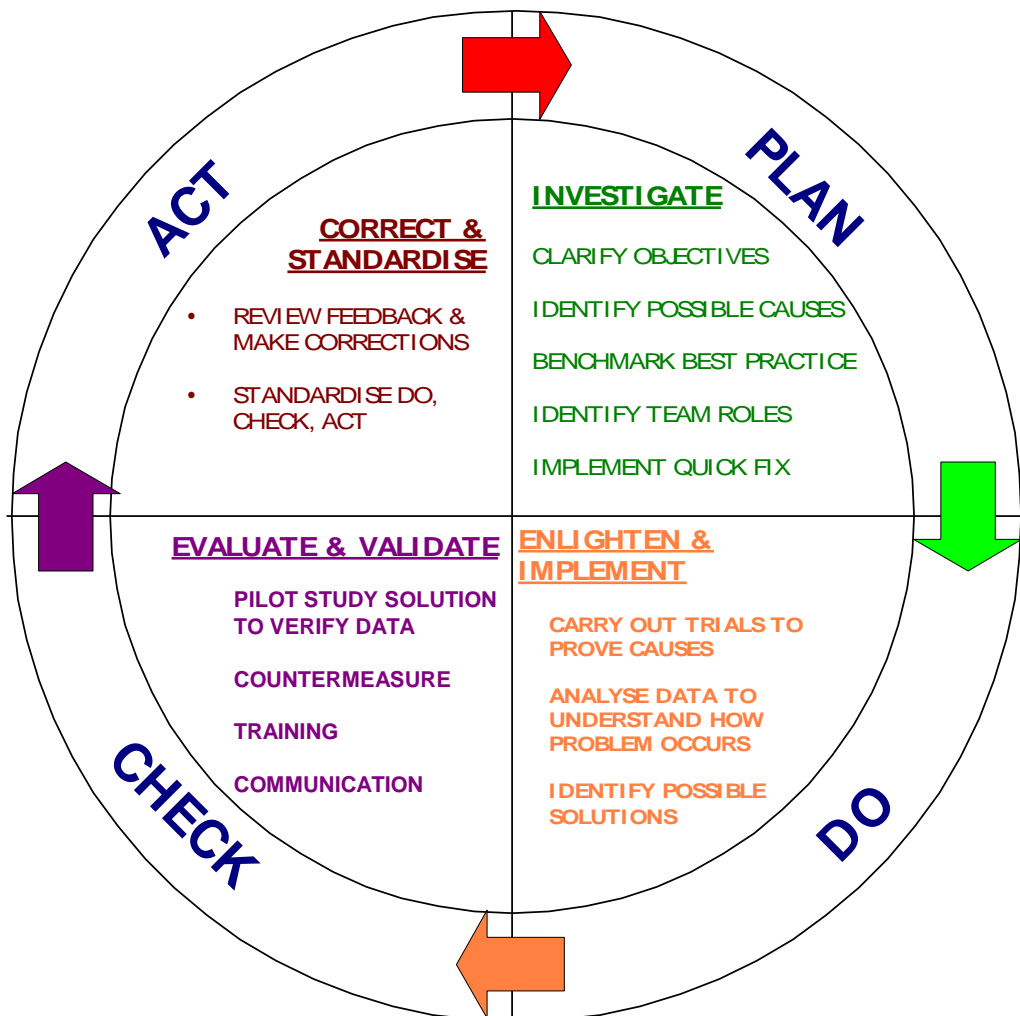 PLAN
INVESTIGATE
CLARIFY OBJECTIVES
IDENTIFY POSSIBLE CAUSES
BENCHMARK BEST PRACTICE
IDENTIFY TEAM ROLES
IMPLEMENT QUICK FIX
DO
ENLIGHTEN &
IMPLEMENT
CARRY OUT TRIALS TO
PROVE CAUSES
ANALYSE DATA TO
UNDERSTAND HOW
PROBLEM OCCURS
IDENTIFY POSSIBLE
SOLUTIONS
CHECK
EVALUATE & VALIDATE
PILOT STUDY SOLUTION
TO VERIFY DATA
COUNTERMEASURE
TRAINING
COMMUNICATION
ACT
CORRECT &
STANDARDISE
• REVIEW FEEDBACK &
MAKE CORRECTIONS
• STANDARDISE DO,
CHECK, ACT